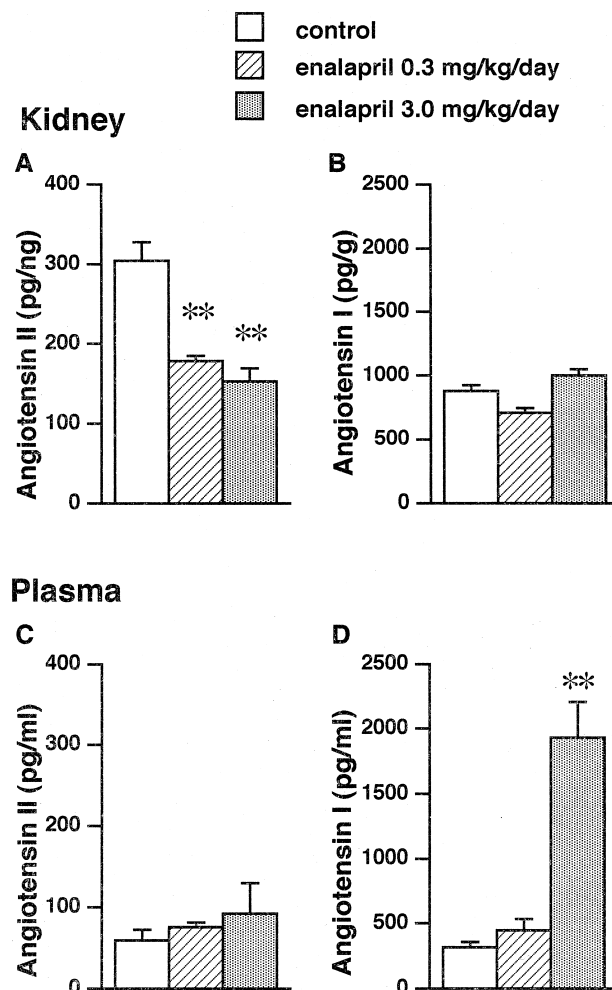 control
enalapril 0.3 mg/kg/day
enalapril 3.0 mg/kg/day
Kidney
A
Angiotensin II (pg/ng)
400
300
200
100
0
**
**
B
Angiotensin I (pg/g)
2500
2000
1500
1000
500
0
Plasma
C
Angiotensin II (pg/ml)
400
300
200
100
0
D
Angiotensin I (pg/ml)
2500
2000
1500
1000
500
0
**